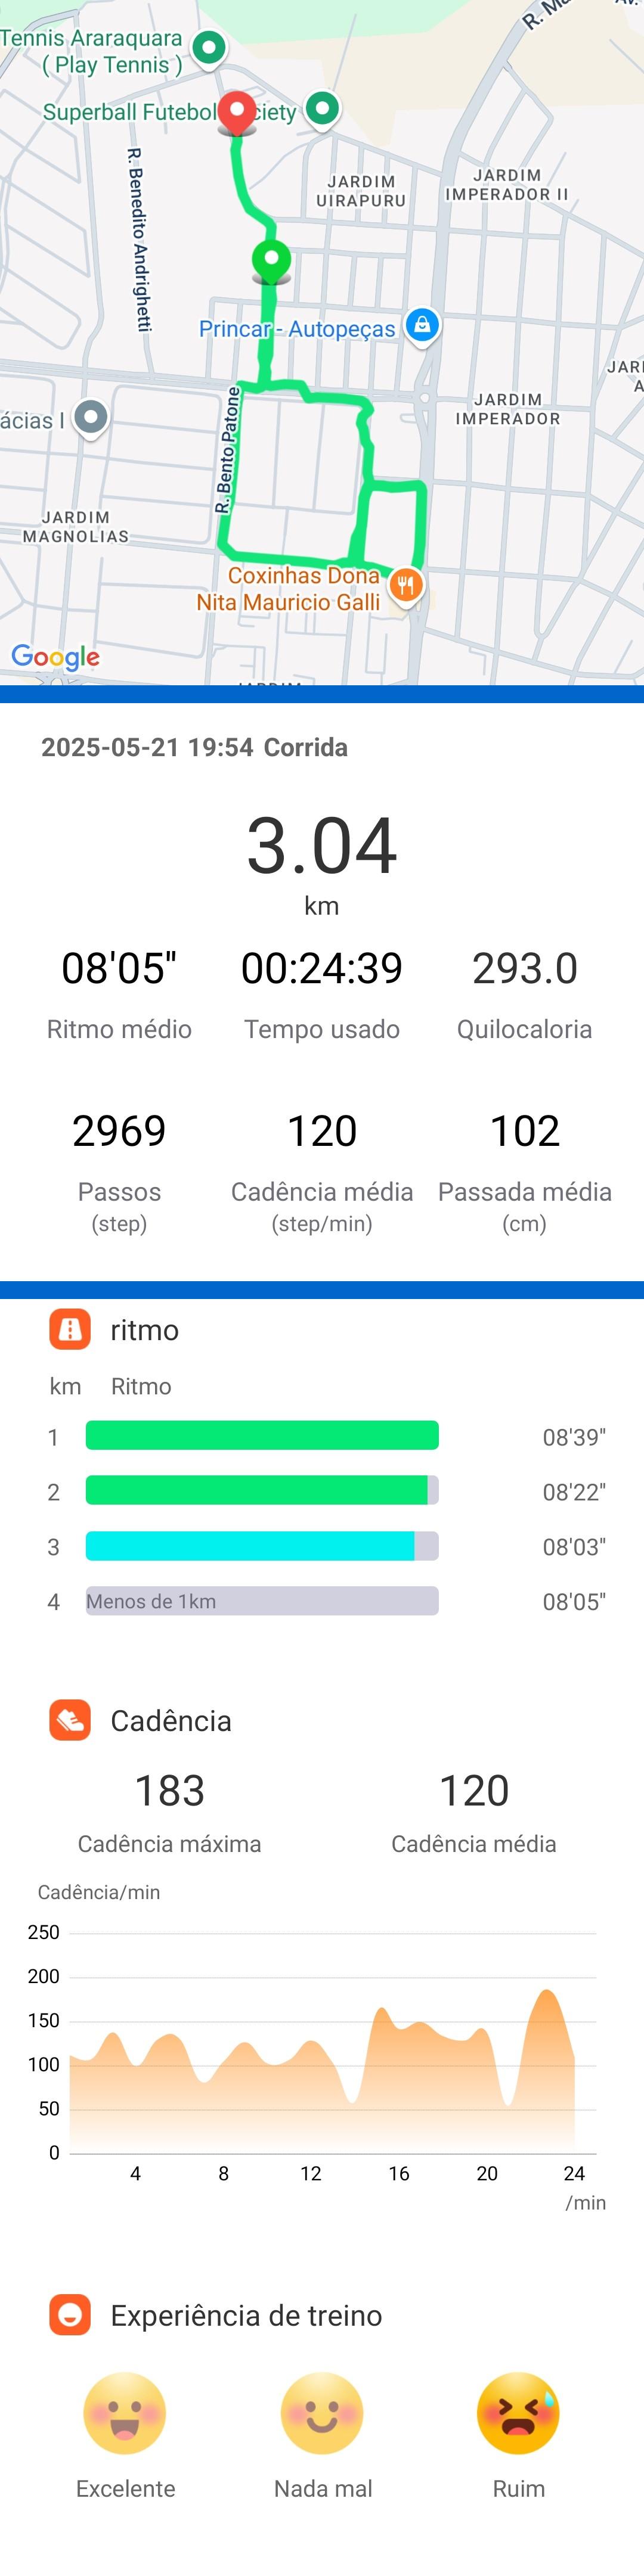 Tennis Araraquara
( Play Tennis )
R. Ma
Superball Futebol
ciety
R. Benedito Andrighetti
JARDIM
UIRAPURU
JARDIM
IMPERADOR II
Princar - Autopeças
JARDIM
IMPERADOR
JARI
A
ácias I
R. Bento Patone
JARDIM
MAGNOLIAS
Coxinhas Dona
Nita Mauricio Galli
Google
2025-05-21 19:54 Corrida
3.04
km
08'05" 00:24:39 293.0
Ritmo médio Tempo usado Quilocaloria
2969 120 102
Passos Cadência média Passada média
(step) (step/min) (cm)
ritmo
km Ritmo
1 08'39"
2 08'22"
3 08'03"
4 Menos de 1km 08'05"
Cadência
183 120
Cadência máxima Cadência média
Cadência/min
250
200
150
100
50
0
4 8 12 16 20 24
/min
Experiência de treino
Excelente Nada mal Ruim